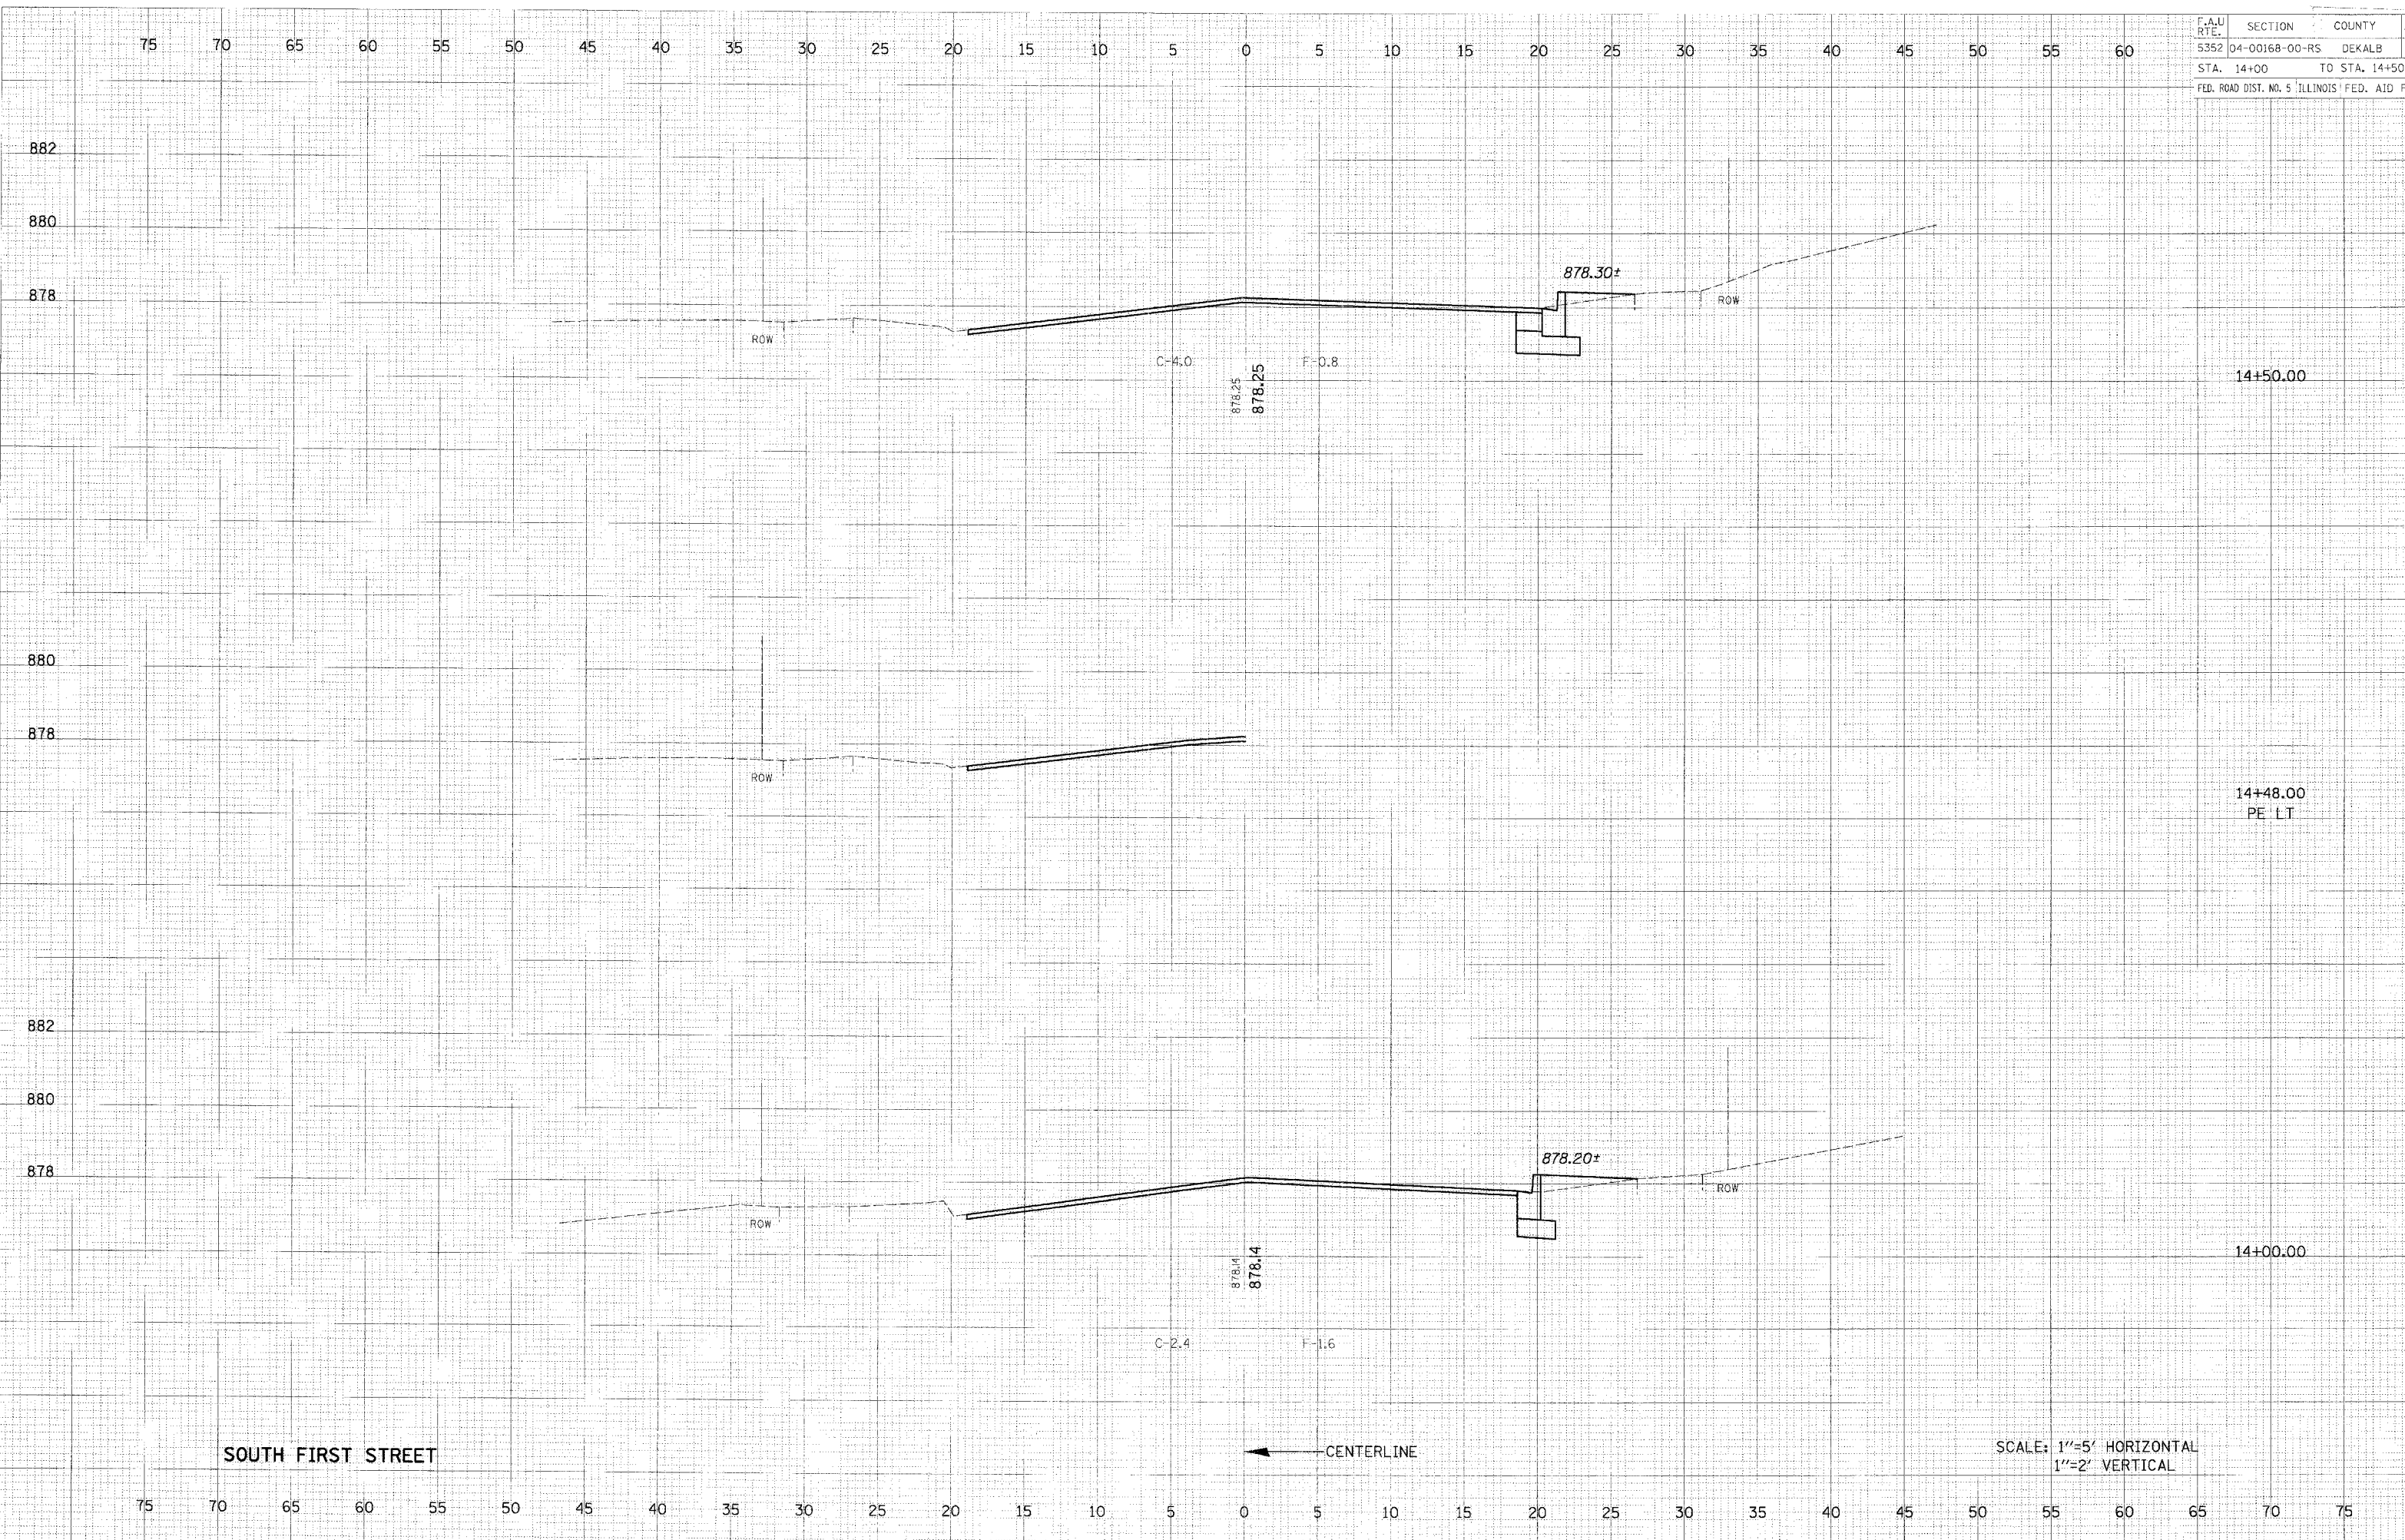 F.A.U RTE. SECTION COUNTY
5352 04-00168-00-RS DEKALB
STA. 14+00 TO STA. 14+50
FED. ROAD DIST. NO. 5 ILLINOIS FED. AID
75 70 65 60 55 50 45 40 35 30 25 20 15 10 5 0 5 10 15 20 25 30 35 40 45 50 55 60
882
880
878.30±
878
ROW
ROW
C-4.0
F-0.8
878.25
878.25
14+50.00
880
878
ROW
14+48.00
PE LT
882
880
878.20±
878
ROW
ROW
878.14
878.14
14+00.00
C-2.4
F-1.6
SOUTH FIRST STREET
CENTERLINE
SCALE: 1"=5' HORIZONTAL
1"=2' VERTICAL
75 70 65 60 55 50 45 40 35 30 25 20 15 10 5 0 5 10 15 20 25 30 35 40 45 50 55 60 65 70 75